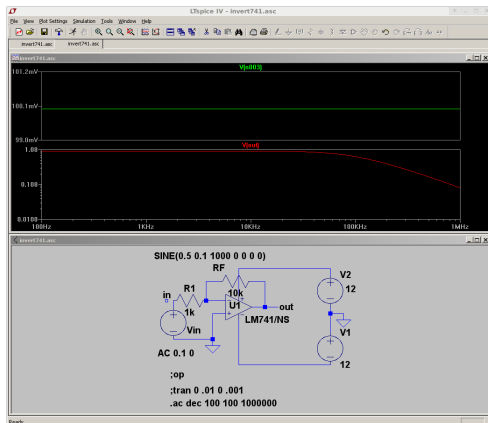 LTspice IV - invert741.asc
File View Plot Settings Simulation Tools Window Help
invert741.asc invert741.asc
invert741.asc
V(n003)
101.2mV
100.1mV
99.0mV
V(out)
1.00
0.100
0.0100
100Hz 1KHz 10KHz 100KHz 1MHz
invert741.asc
SINE(0.5 0.1 1000 0 0 0 0)
RF
V2
in R1 10k 12
U1 out
1k LM741/NS
Vin V1
AC 0.1 0 12
;op
;tran 0 .01 0 .001
.ac dec 100 100 1000000
Ready